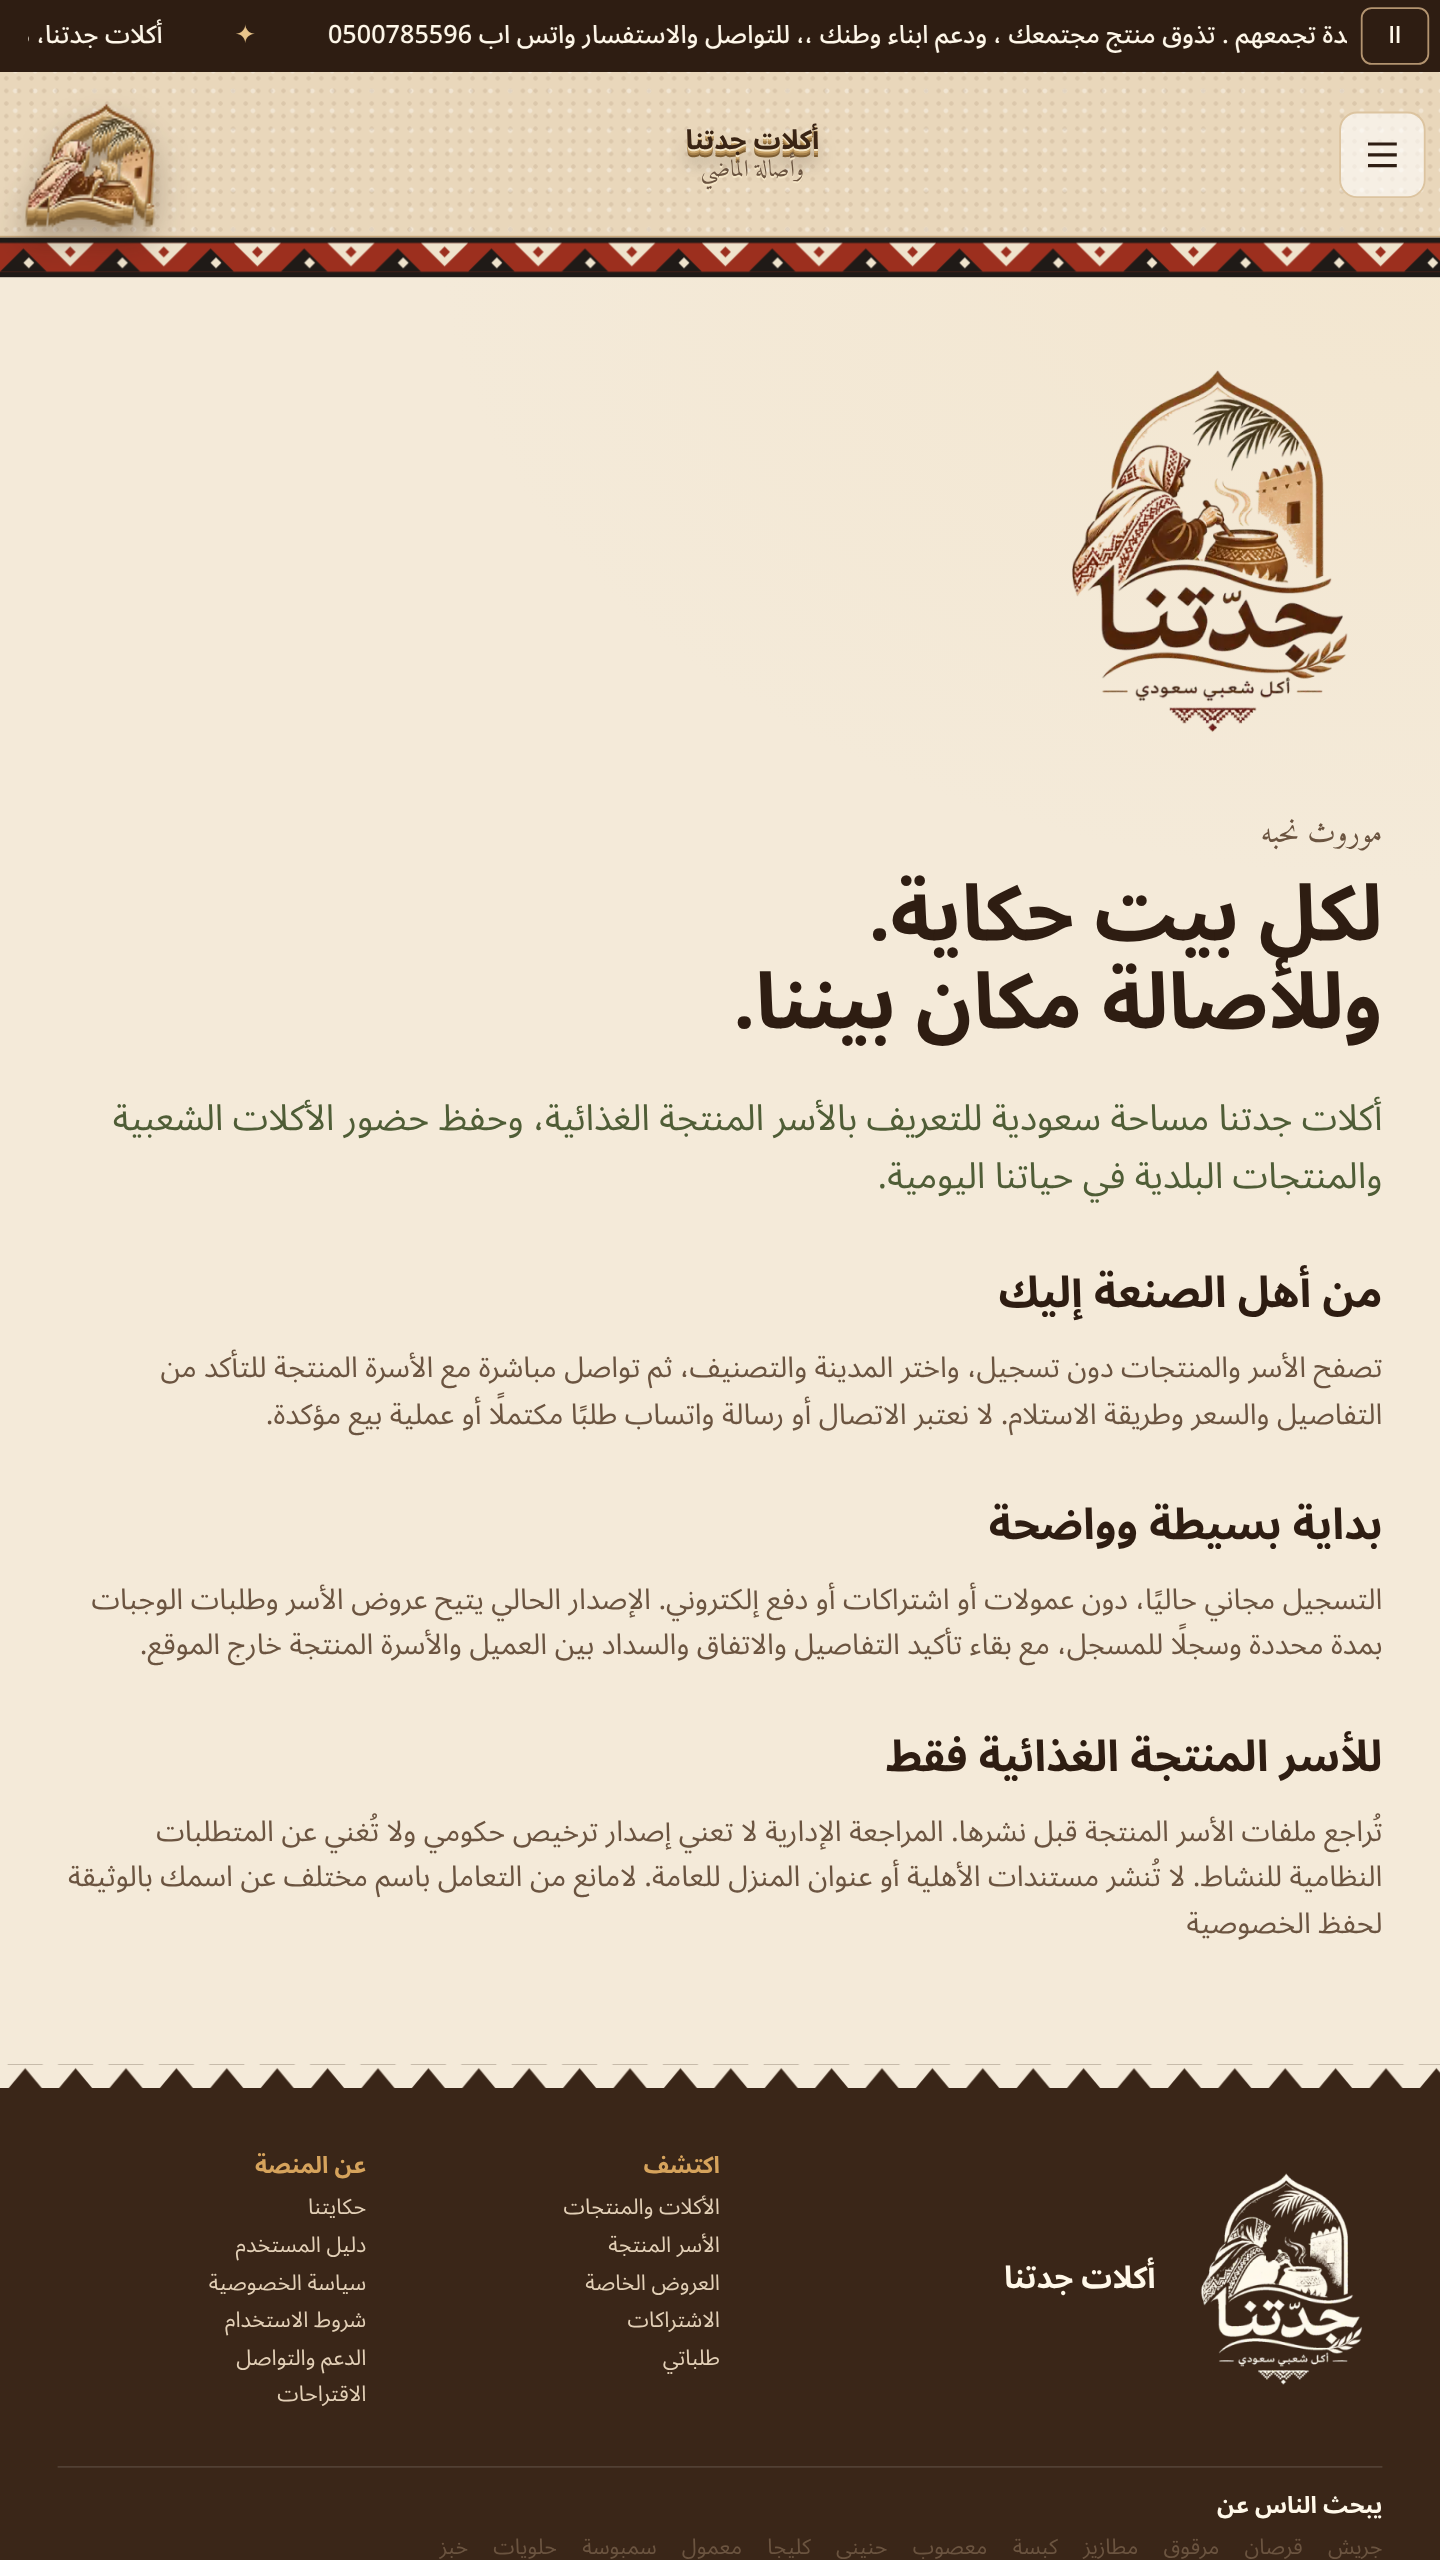 دة تجمعهم . تذوق منتج مجتمعك ، ودعم ابناء وطنك ،، للتواصل والاستفسار واتس اب 0500785596 ✦ أكلات جدتنا،
أكلات جدتنا
وأصالة الماضي
جدّتنا
أكل شعبي سعودي
موروث نحبه
لكل بيت حكاية.
وللأصالة مكان بيننا.
أكلات جدتنا مساحة سعودية للتعريف بالأسر المنتجة الغذائية، وحفظ حضور الأكلات الشعبية
والمنتجات البلدية في حياتنا اليومية.
من أهل الصنعة إليك
تصفح الأسر والمنتجات دون تسجيل، واختر المدينة والتصنيف، ثم تواصل مباشرة مع الأسرة المنتجة للتأكد من
التفاصيل والسعر وطريقة الاستلام. لا نعتبر الاتصال أو رسالة واتساب طلبًا مكتملًا أو عملية بيع مؤكدة.
بداية بسيطة وواضحة
التسجيل مجاني حاليًا، دون عمولات أو اشتراكات أو دفع إلكتروني. الإصدار الحالي يتيح عروض الأسر وطلبات الوجبات
بمدة محددة وسجلًا للمسجل، مع بقاء تأكيد التفاصيل والاتفاق والسداد بين العميل والأسرة المنتجة خارج الموقع.
للأسر المنتجة الغذائية فقط
تُراجع ملفات الأسر المنتجة قبل نشرها. المراجعة الإدارية لا تعني إصدار ترخيص حكومي ولا تُغني عن المتطلبات
النظامية للنشاط. لا تُنشر مستندات الأهلية أو عنوان المنزل للعامة. لامانع من التعامل باسم مختلف عن اسمك بالوثيقة
لحفظ الخصوصية
جدّتنا
أكل شعبي سعودي
أكلات جدتنا
اكتشف
الأكلات والمنتجات
الأسر المنتجة
العروض الخاصة
الاشتراكات
طلباتي
عن المنصة
حكايتنا
دليل المستخدم
سياسة الخصوصية
شروط الاستخدام
الدعم والتواصل
الاقتراحات
يبحث الناس عن
جريش قرصان مرقوق مطازيز كبسة معصوب حنيني كليجا معمول سمبوسة حلويات خبز